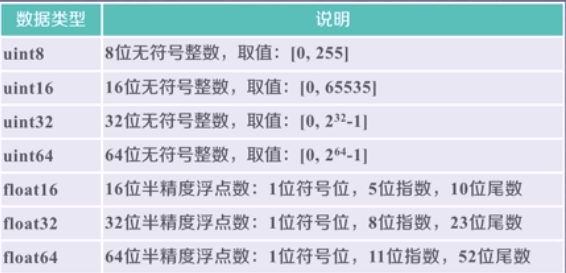 数据类型 说明
uint8 8位无符号整数，取值：[0, 255]
uint16 16位无符号整数，取值：[0, 65535]
uint32 32位无符号整数，取值：[0, 2³²-1]
uint64 64位无符号整数，取值：[0, 2⁶⁴-1]
float16 16位半精度浮点数：1位符号位，5位指数，10位尾数
float32 32位半精度浮点数：1位符号位，8位指数，23位尾数
float64 64位半精度浮点数：1位符号位，11位指数，52位尾数